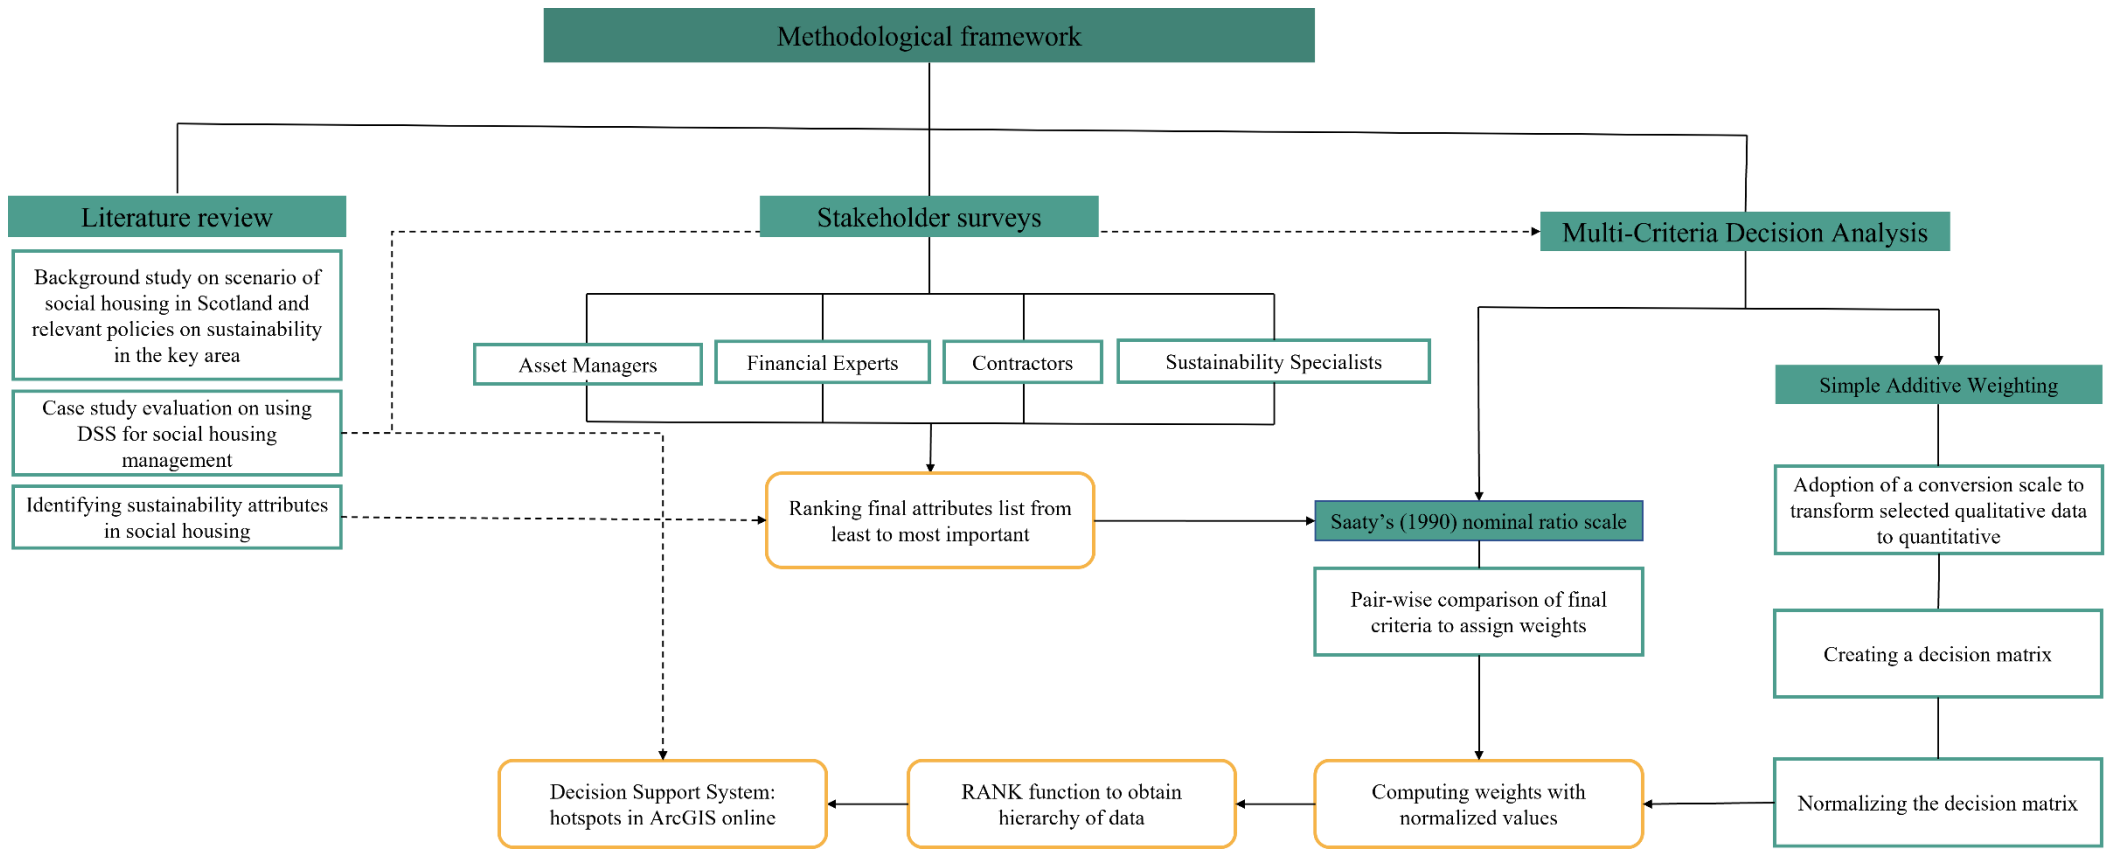 Methodological framework
Literature review
Background study on scenario of
social housing in Scotland and
relevant policies on sustainability
in the key area
Case study evaluation on using
DSS for social housing
management
Identifying sustainability attributes
in social housing
Stakeholder surveys
Asset Managers
Financial Experts
Contractors
Sustainability Specialists
Ranking final attributes list from
least to most important
Multi-Criteria Decision Analysis
Saaty’s (1990) nominal ratio scale
Pair-wise comparison of final
criteria to assign weights
Simple Additive Weighting
Adoption of a conversion scale to
transform selected qualitative data
to quantitative
Creating a decision matrix
Normalizing the decision matrix
Computing weights with
normalized values
RANK function to obtain
hierarchy of data
Decision Support System:
hotspots in ArcGIS online